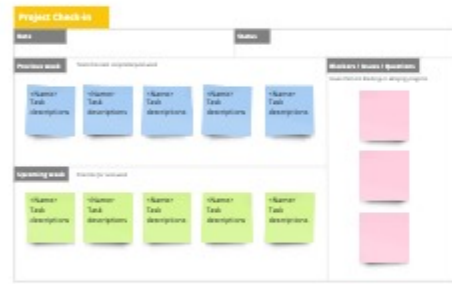 Project Check-in
Date
Status
Previous week
Blockers / Issues / Questions
<Name>
Task
descriptions
<Name>
Task
descriptions
<Name>
Task
descriptions
<Name>
Task
descriptions
<Name>
Task
descriptions
Upcoming week
<Name>
Task
descriptions
<Name>
Task
descriptions
<Name>
Task
descriptions
<Name>
Task
descriptions
<Name>
Task
descriptions